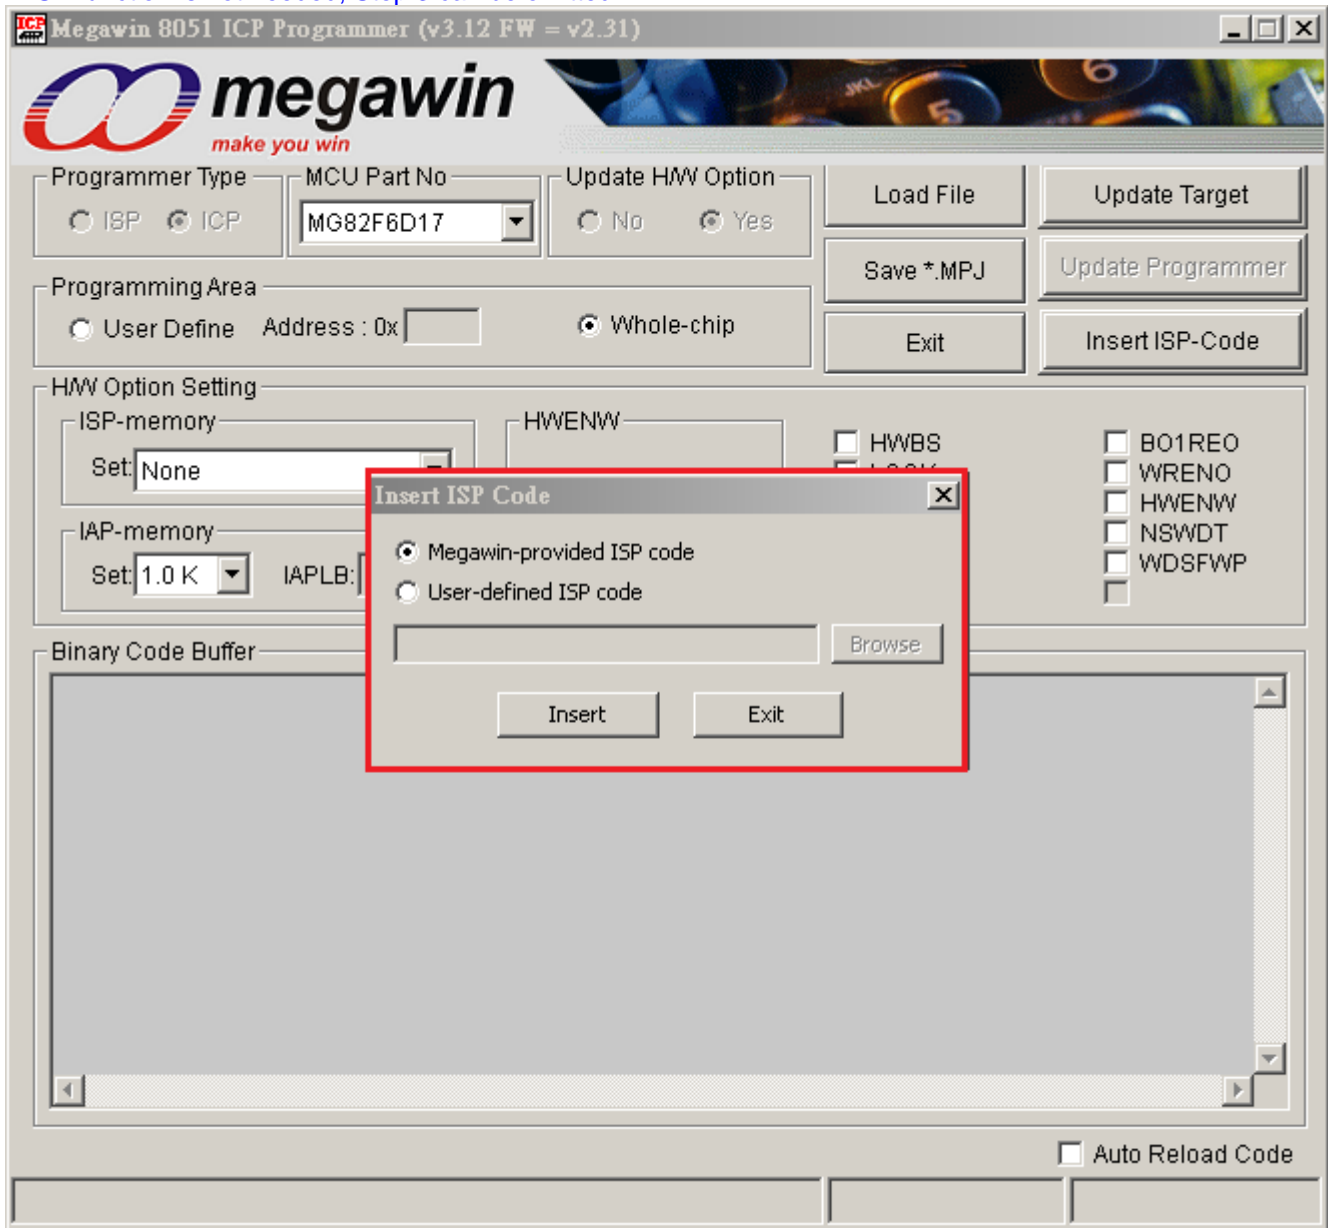 Megawin 8051 ICP Programmer (v3.12 FW = v2.31)
megawin
make you win
JKL 5 6
Programmer Type
ISP ICP
MCU Part No
MG82F6D17
Update H/W Option
No Yes
Load File
Update Target
Save *.MPJ
Update Programmer
Exit
Insert ISP-Code
Programming Area
User Define Address : 0x
Whole-chip
H/W Option Setting
ISP-memory
Set: None
HWENW
HWBS
BO1REO
WRENO
HWENW
NSWDT
WDSFWP
IAP-memory
Set: 1.0 K IAPLB:
Insert ISP Code
Megawin-provided ISP code
User-defined ISP code
Browse
Insert Exit
Binary Code Buffer
Auto Reload Code